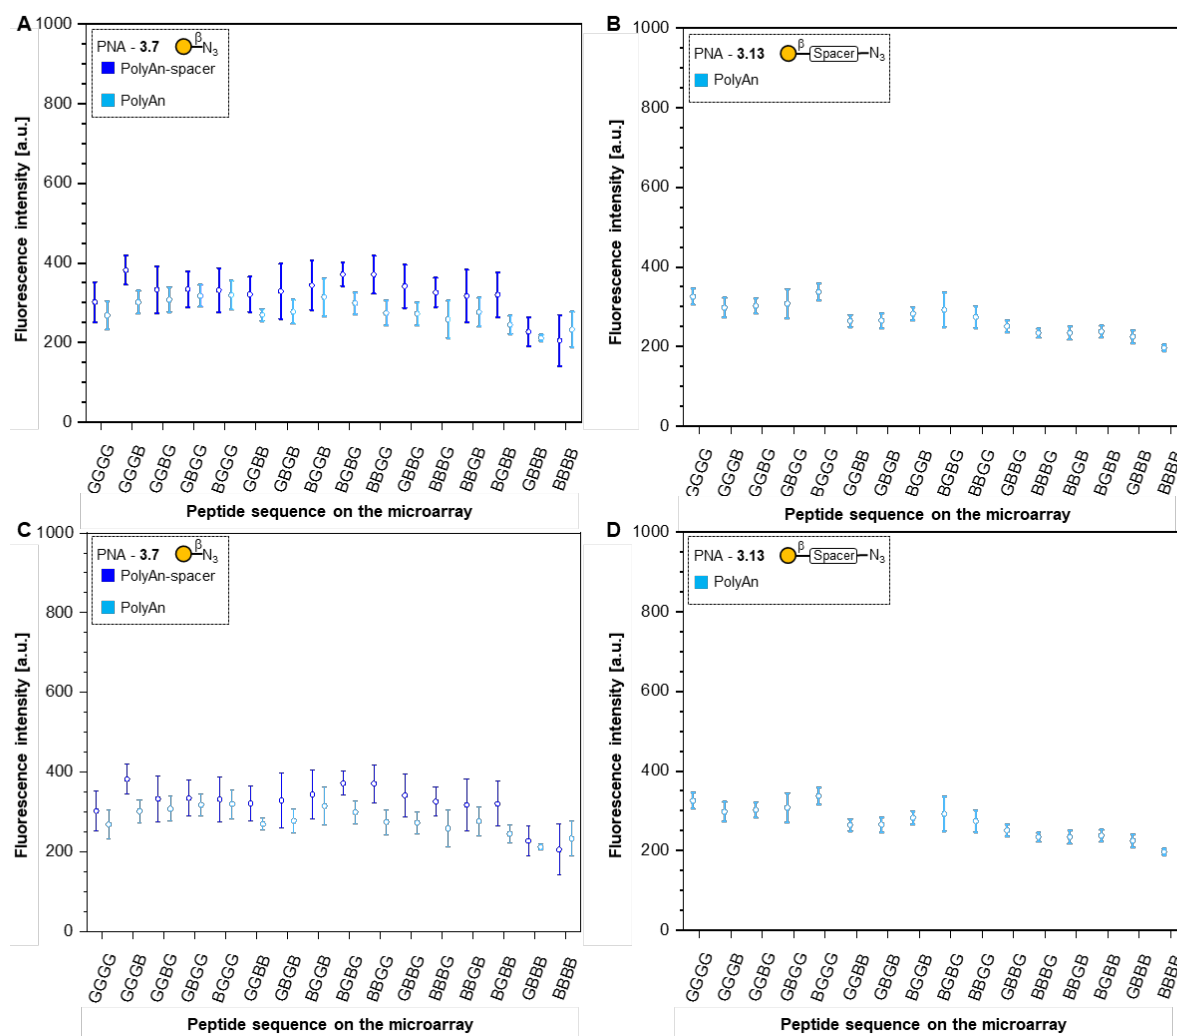 A
1000
800
600
400
200
0
Fluorescence intensity [a.u.]
PNA - 3.7 β N3
PolyAn-spacer
PolyAn
GGGG GGGB GGBG GBGG BGGG GGBB GBGB BGGB BGBG BBGG GBBG BBBG BBGB BGBB GBBB BBBB
Peptide sequence on the microarray
B
1000
800
600
400
200
0
Fluorescence intensity [a.u.]
PNA - 3.13 β Spacer N3
PolyAn
GGGG GGGB GGBG GBGG BGGG GGBB GBGB BGGB BGBG BBGG GBBG BBBG BBGB BGBB GBBB BBBB
Peptide sequence on the microarray
C
1000
800
600
400
200
0
Fluorescence intensity [a.u.]
PNA - 3.7 β N3
PolyAn-spacer
PolyAn
GGGG GGGB GGBG GBGG BGGG GGBB GBGB BGGB BGBG BBGG GBBG BBBG BBGB BGBB GBBB BBBB
Peptide sequence on the microarray
D
1000
800
600
400
200
0
Fluorescence intensity [a.u.]
PNA - 3.13 β Spacer N3
PolyAn
GGGG GGGB GGBG GBGG BGGG GGBB GBGB BGGB BGBG BBGG GBBG BBBG BBGB BGBB GBBB BBBB
Peptide sequence on the microarray